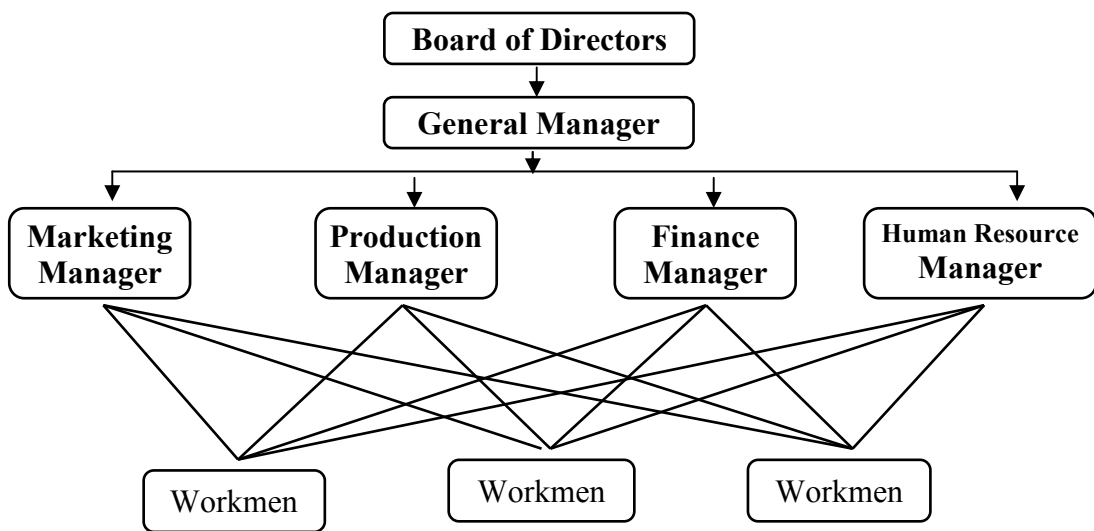 Board of Directors
General Manager
Marketing
Manager
Production
Manager
Finance
Manager
Human Resource
Manager
Workmen
Workmen
Workmen